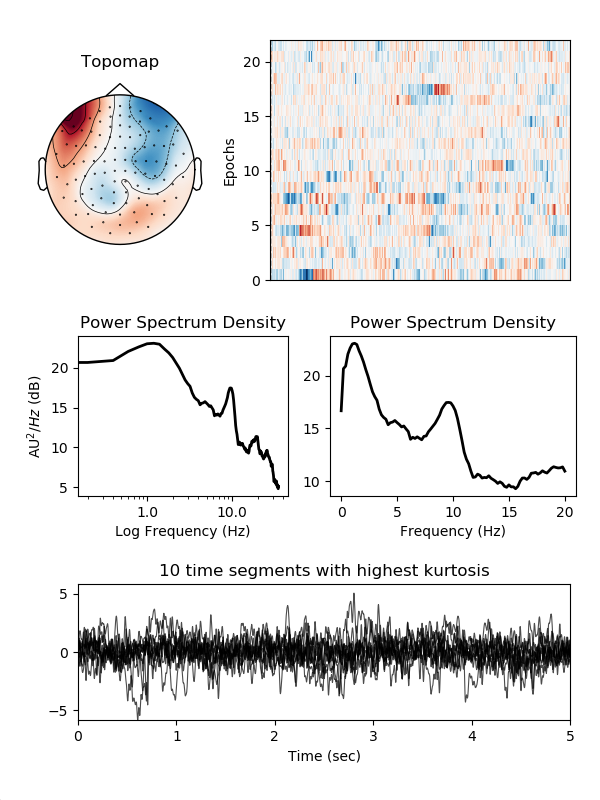 Topomap
Epochs
20
15
10
5
0
Power Spectrum Density
AU²/Hz (dB)
20
15
10
5
1.0 10.0
Log Frequency (Hz)
Power Spectrum Density
20
15
10
0 5 10 15 20
Frequency (Hz)
10 time segments with highest kurtosis
5
0
−5
0 1 2 3 4 5
Time (sec)